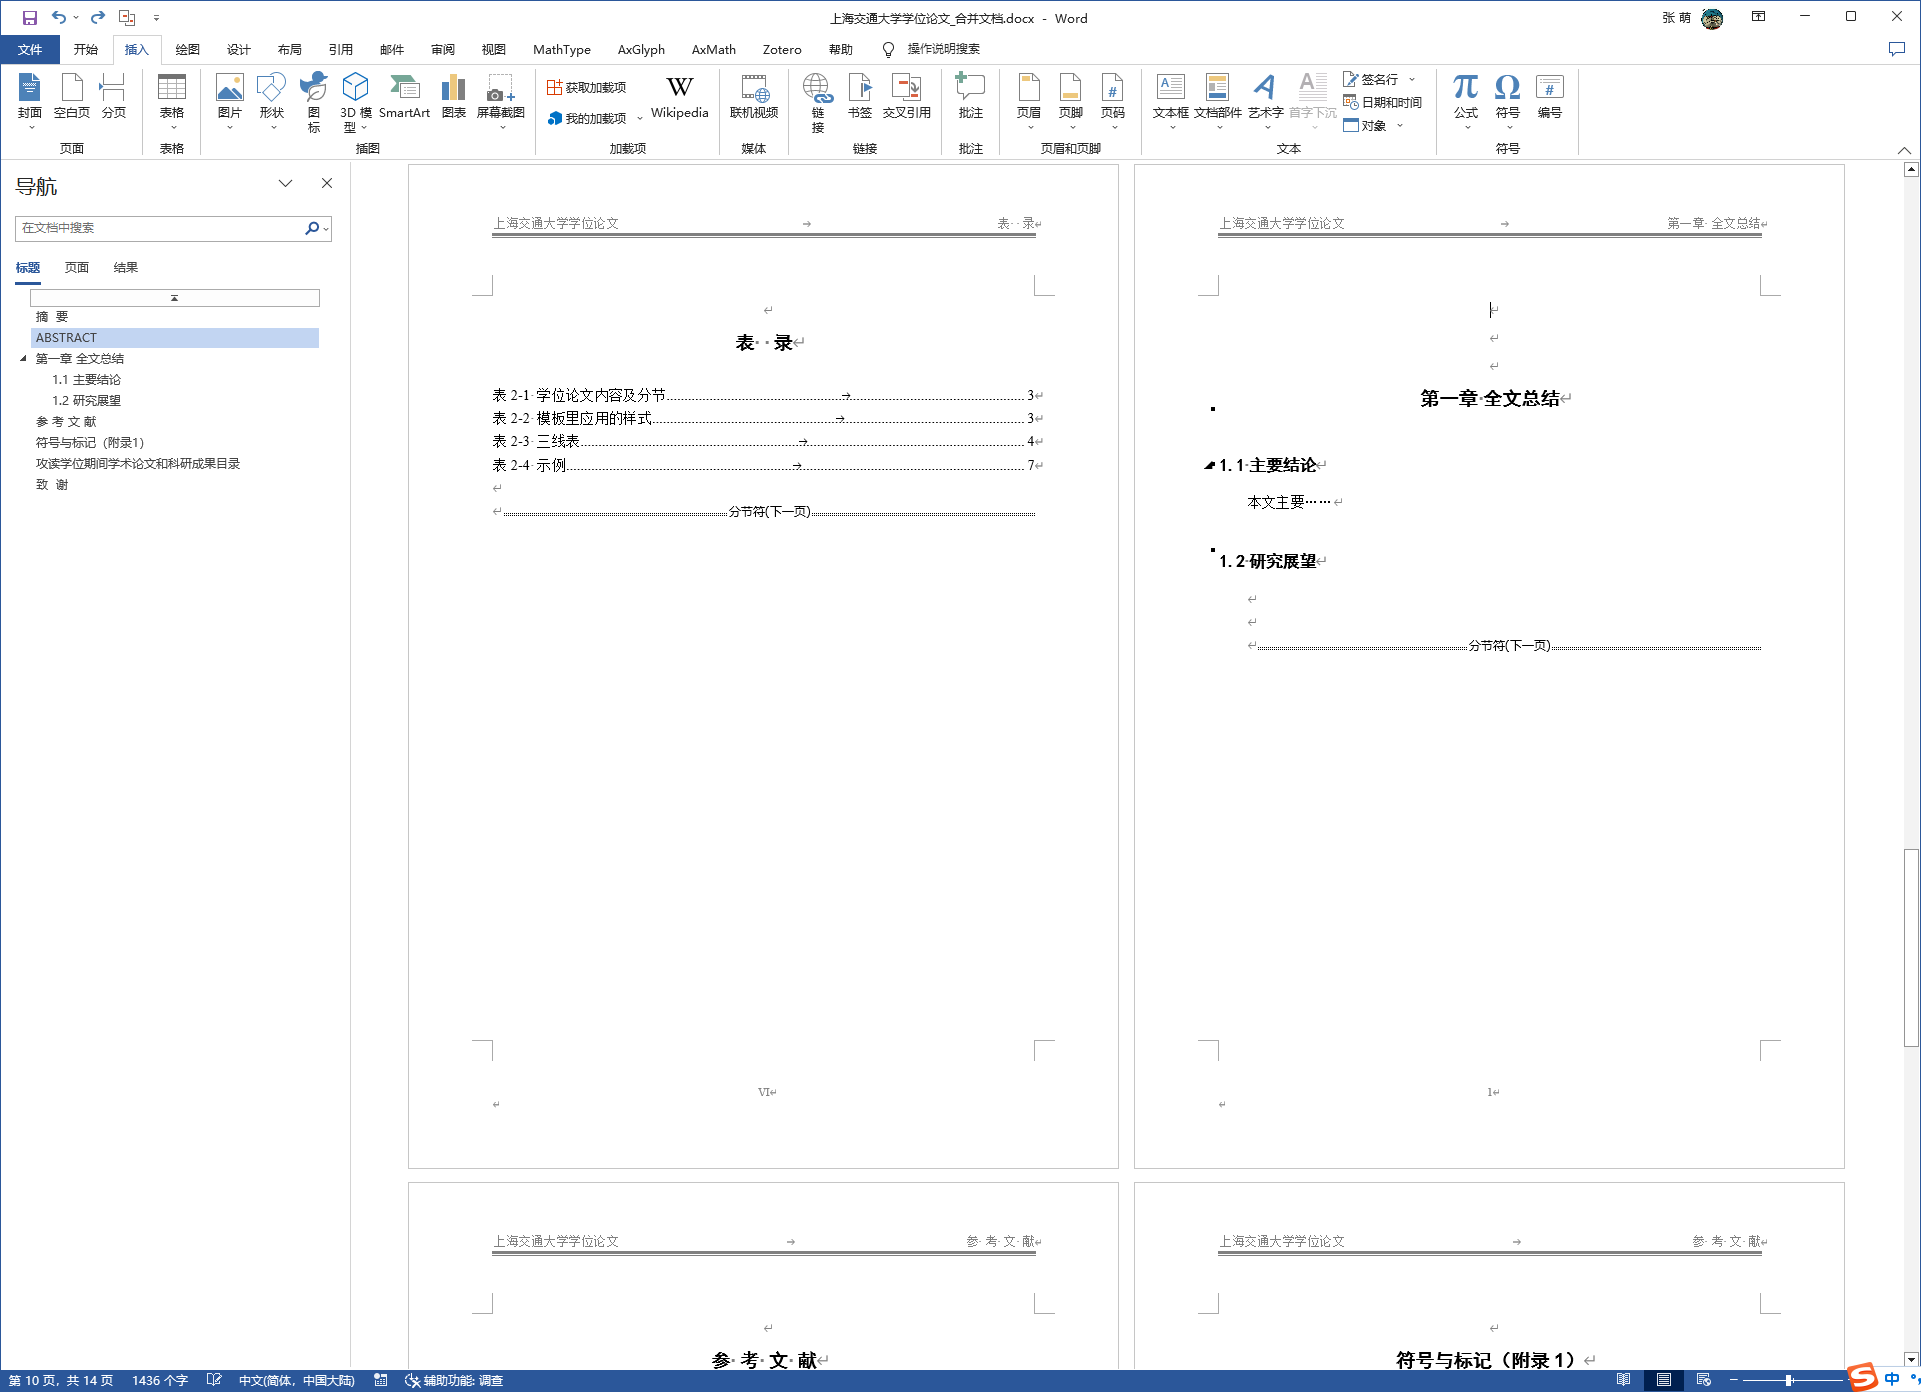 上海交通大学学位论文_合并文档.docx - Word
张 萌
文件 开始 插入 绘图 设计 布局 引用 邮件 审阅 视图 MathType AxGlyph AxMath Zotero 帮助 操作说明搜索
封面 空白页 分页
页面
表格
表格
图片 形状 图标 3D 模型 SmartArt 图表 屏幕截图
插图
获取加载项
我的加载项
Wikipedia
加载项
联机视频
媒体
链接 书签 交叉引用
链接
批注
批注
页眉 页脚 页码
页眉和页脚
文本框 文档部件 艺术字 首字下沉
签名行
日期和时间
对象
文本
公式 符号 编号
符号
导航
在文档中搜索
标题 页面 结果
摘 要
ABSTRACT
第一章 全文总结
1.1 主要结论
1.2 研究展望
参 考 文 献
符号与标记（附录1）
攻读学位期间学术论文和科研成果目录
致 谢
上海交通大学学位论文 → 表··录
表··录
表 2-1·学位论文内容及分节 → 3
表 2-2·模板里应用的样式 → 3
表 2-3·三线表 → 4
表 2-4·示例 → 7
分节符(下一页)
VI
上海交通大学学位论文 → 第一章·全文总结
第一章·全文总结
1.1·主要结论
本文主要……
1.2·研究展望
分节符(下一页)
1
上海交通大学学位论文 → 参·考·文·献
参·考·文·献
上海交通大学学位论文 → 参·考·文·献
符号与标记（附录 1）
第 10 页，共 14 页 1436 个字 中文(简体，中国大陆) 辅助功能: 调查
中